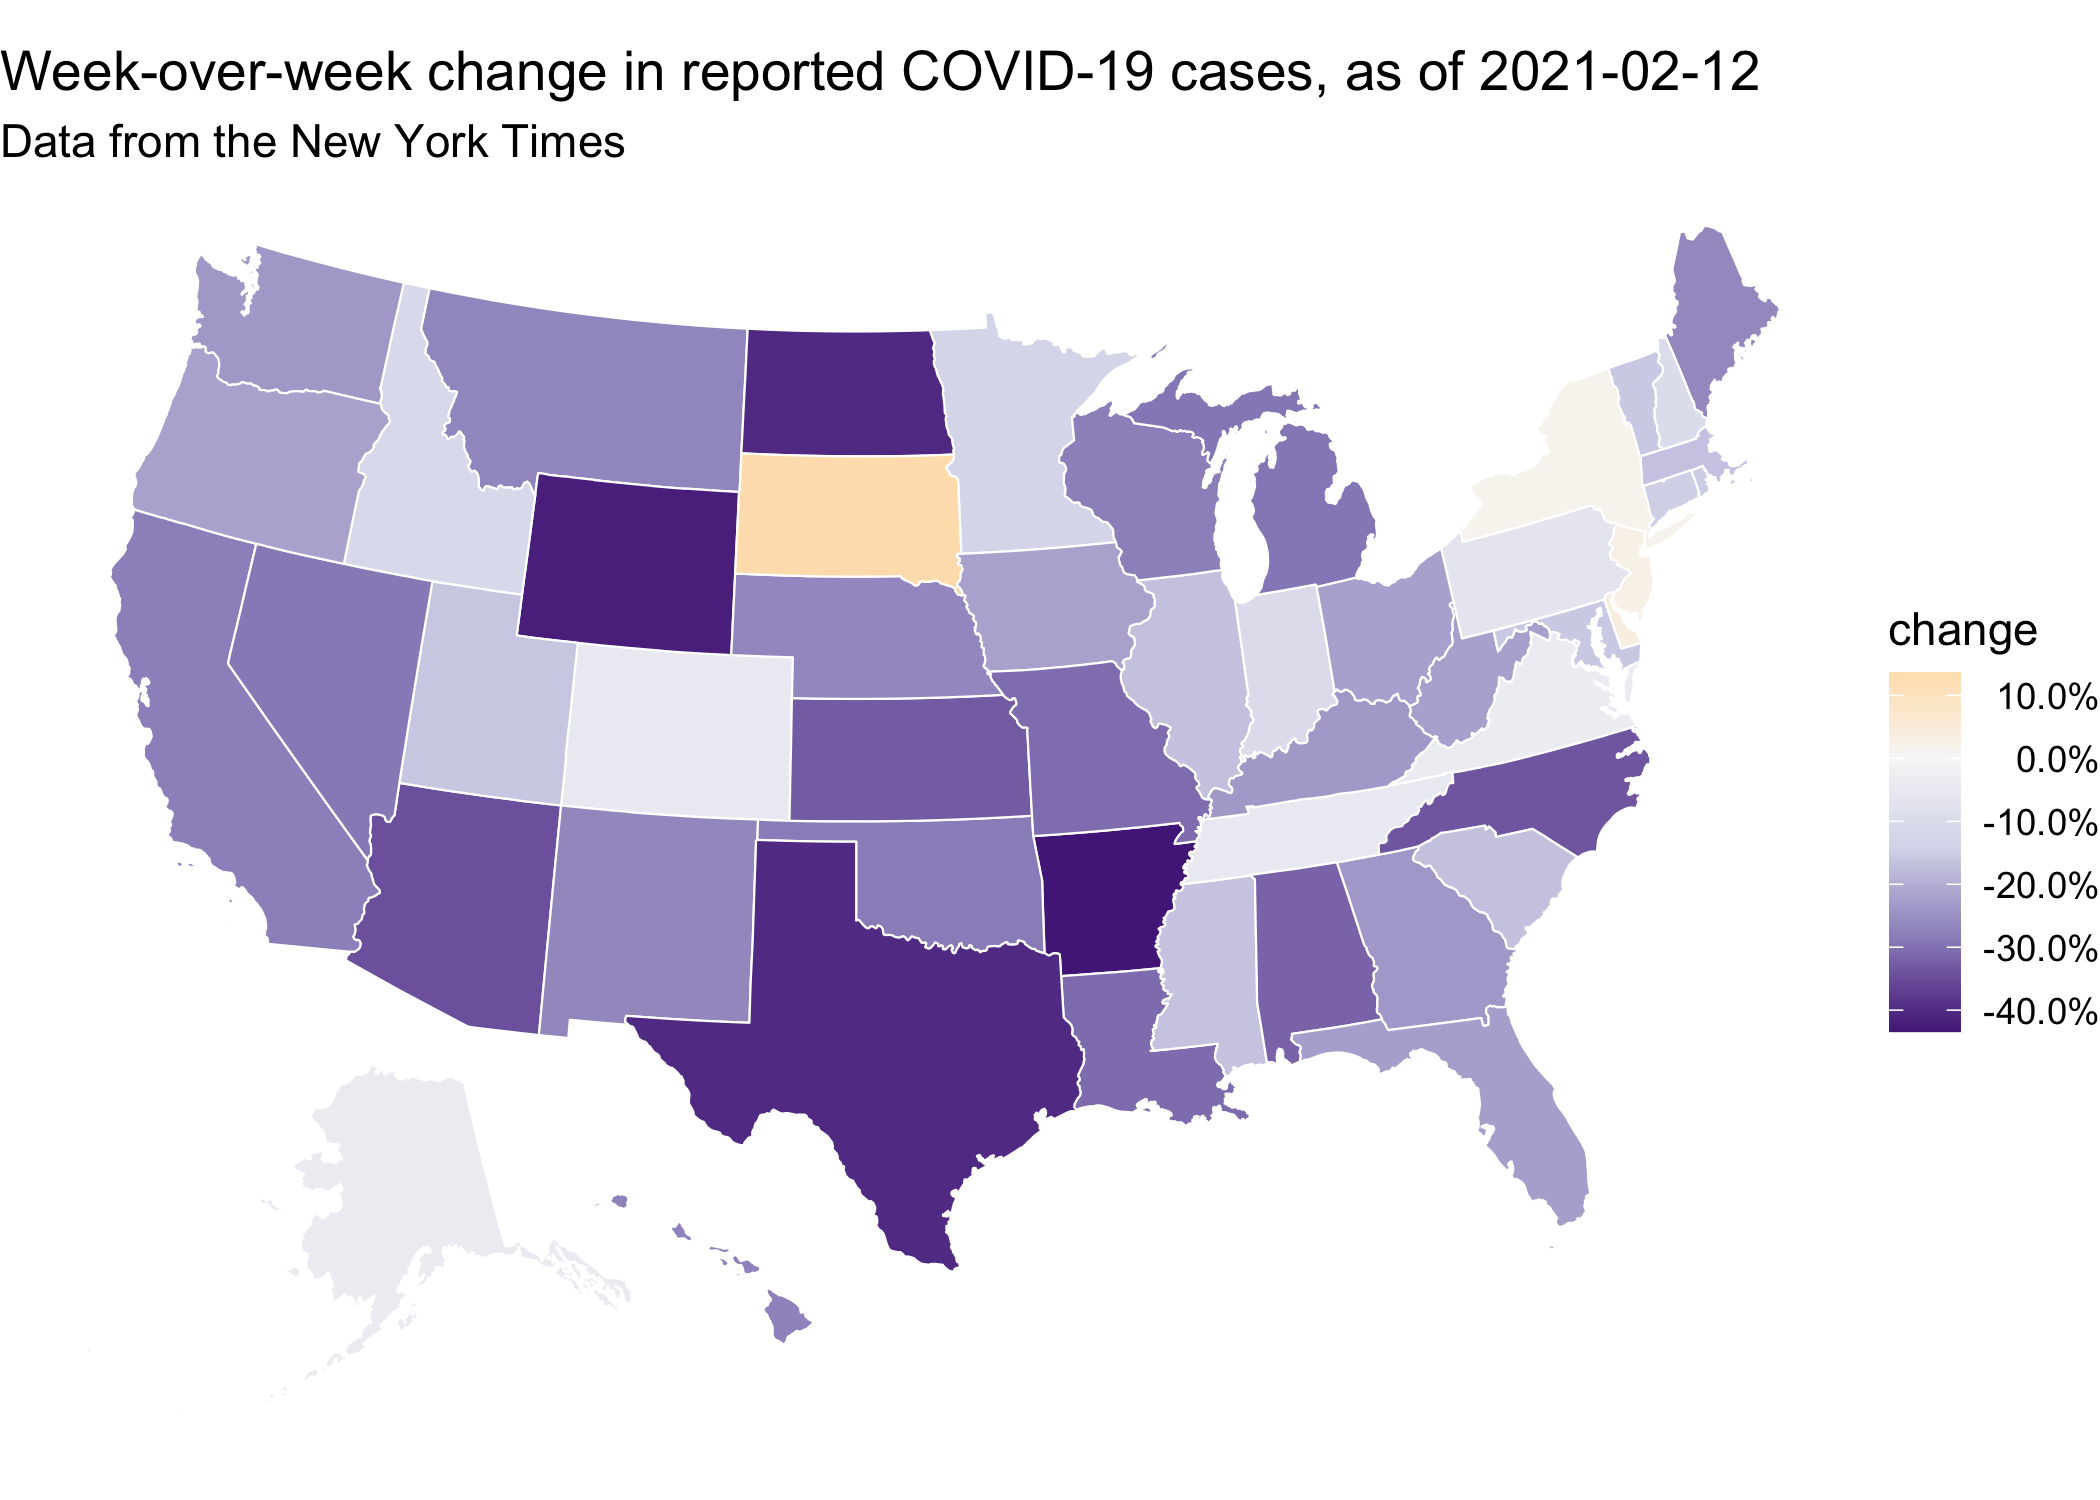 Week-over-week change in reported COVID-19 cases, as of 2021-02-12
Data from the New York Times
change
10.0%
0.0%
-10.0%
-20.0%
-30.0%
-40.0%